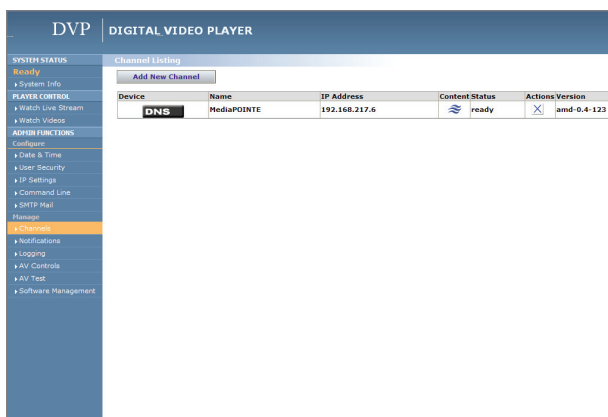 DVP DIGITAL VIDEO PLAYER
SYSTEM STATUS
Ready
System Info
PLAYER CONTROL
Watch Live Stream
Watch Videos
ADMIN FUNCTIONS
Configure
Date & Time
User Security
IP Settings
Command Line
SMTP Mail
Manage
Channels
Notifications
Logging
AV Controls
AV Test
Software Management
Channel Listing
Add New Channel
Device Name IP Address Content Status Actions Version
DNS MediaPOINTE 192.168.217.6 ready X amd-0.4-123